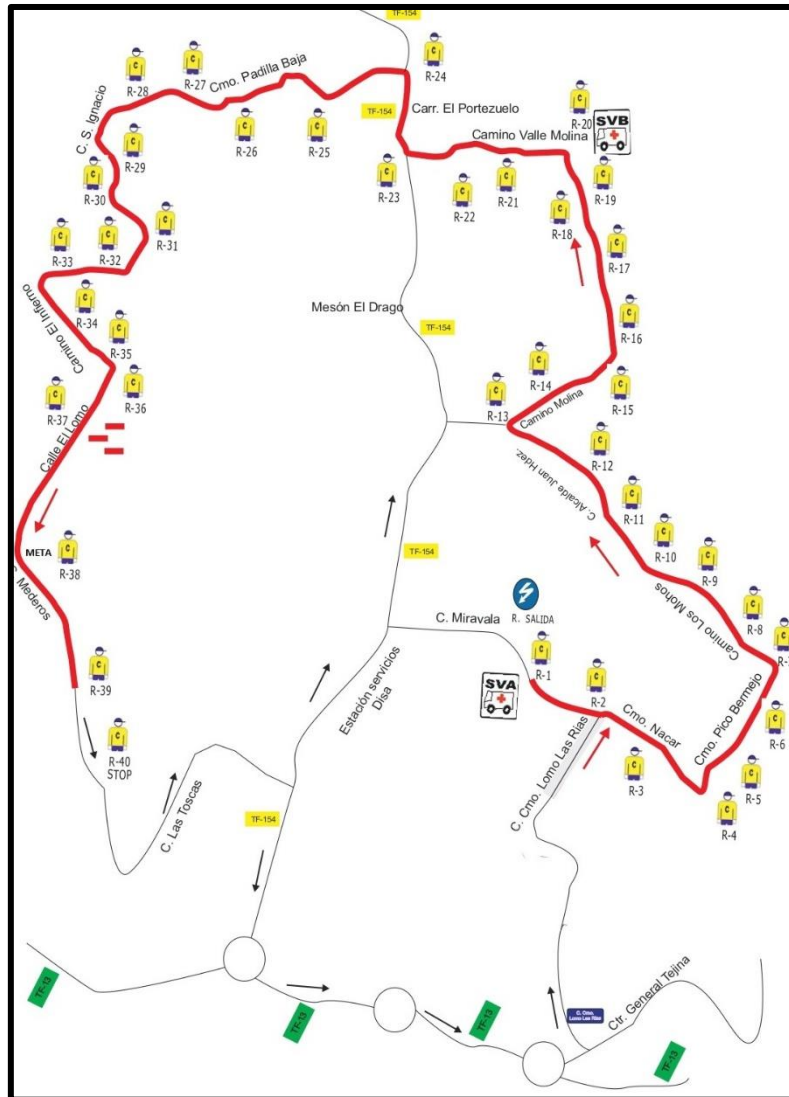 TF-154
R-24
R-27
R-28
Cmo. Padilla Baja
C. S. Ignacio
TF-154
Carr. El Portezuelo
R-20
SVB
Camino Valle Molina
R-26
R-25
R-29
R-23
R-22
R-21
R-19
R-30
R-18
R-31
R-33
R-32
R-17
Mesón El Drago
TF-154
Camino El Infierno
R-34
R-35
R-16
R-14
R-13
Camino Molina
R-15
R-36
R-37
Calle El Lomo
R-12
C. Alcalde Juan Hdez.
R-11
R-10
R-9
TF-154
META
R-38
Mederos
Camino Los Mohos
R-8
C. Miravala
R. SALIDA
R-1
R-2
SVA
R-39
Estación servicios
Disa
Cmo. Nacar
Cmo. Pico Bermejo
R-6
R-3
R-5
R-4
R-40
STOP
C. Las Toscas
C. Cmo. Lomo Las Rias
TF-154
TF-13
TF-13
TF-13
C. Cmo.
Lomo Las Rias
Ctr. General Tejina
TF-13